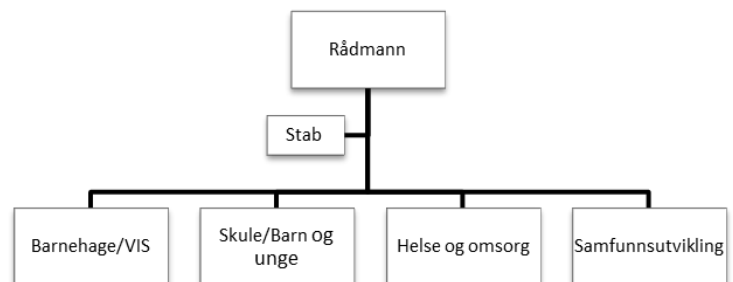 Rådmann
Stab
Barnehage/VIS
Skule/Barn og
unge
Helse og omsorg
Samfunnsutvikling